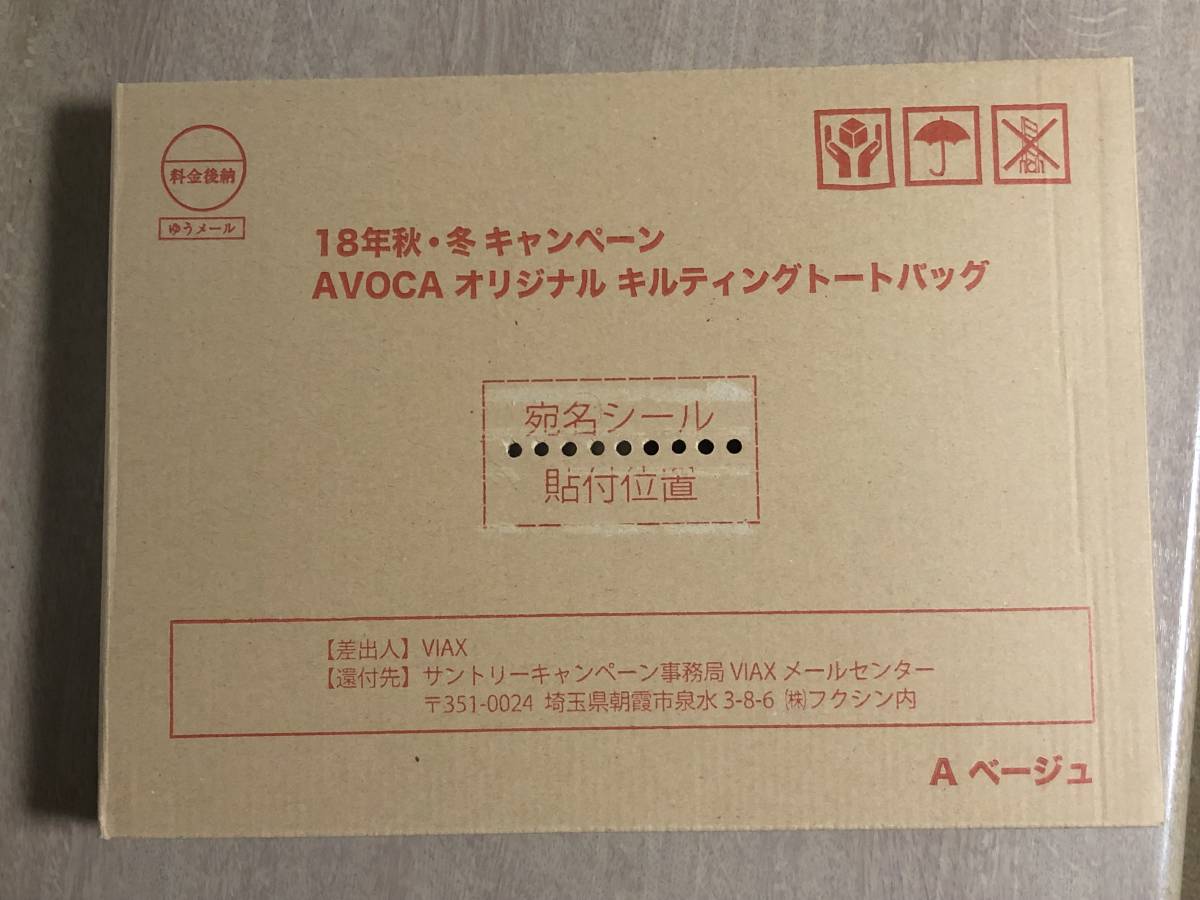 料金後納
ゆうメール
18年秋・冬 キャンペーン
AVOCA オリジナル キルティングトートバッグ
宛名シール
貼付位置
【差出人】VIAX
【還付先】サントリーキャンペーン事務局 VIAX メールセンター
〒351-0024 埼玉県朝霞市泉水 3-8-6 ㈱フクシン内
A ベージュ